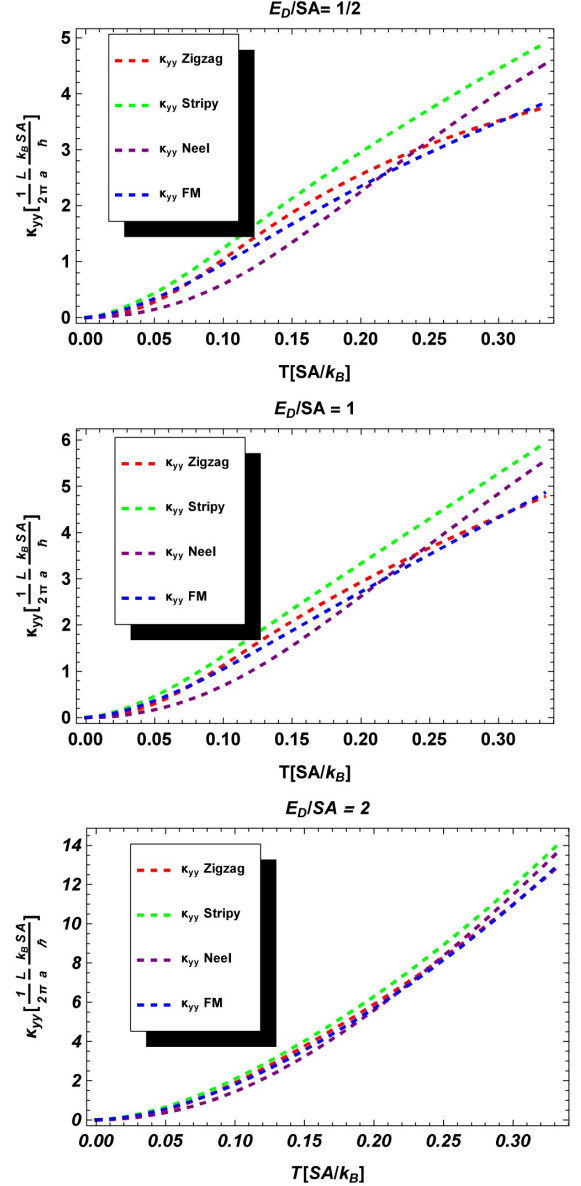 E_D/SA= 1/2
κ_yy Zigzag
κ_yy Stripy
κ_yy Neel
κ_yy FM
κ_yy[1/2π L/a k_B SA/ℏ]
5
4
3
2
1
0
0.00 0.05 0.10 0.15 0.20 0.25 0.30
T[SA/k_B]
E_D/SA = 1
κ_yy Zigzag
κ_yy Stripy
κ_yy Neel
κ_yy FM
κ_yy[1/2π L/a k_B SA/ℏ]
6
5
4
3
2
1
0
0.00 0.05 0.10 0.15 0.20 0.25 0.30
T[SA/k_B]
E_D/SA = 2
κ_yy Zigzag
κ_yy Stripy
κ_yy Neel
κ_yy FM
κ_yy[1/2π L/a k_B SA/ℏ]
14
12
10
8
6
4
2
0
0.00 0.05 0.10 0.15 0.20 0.25 0.30
T[SA/k_B]